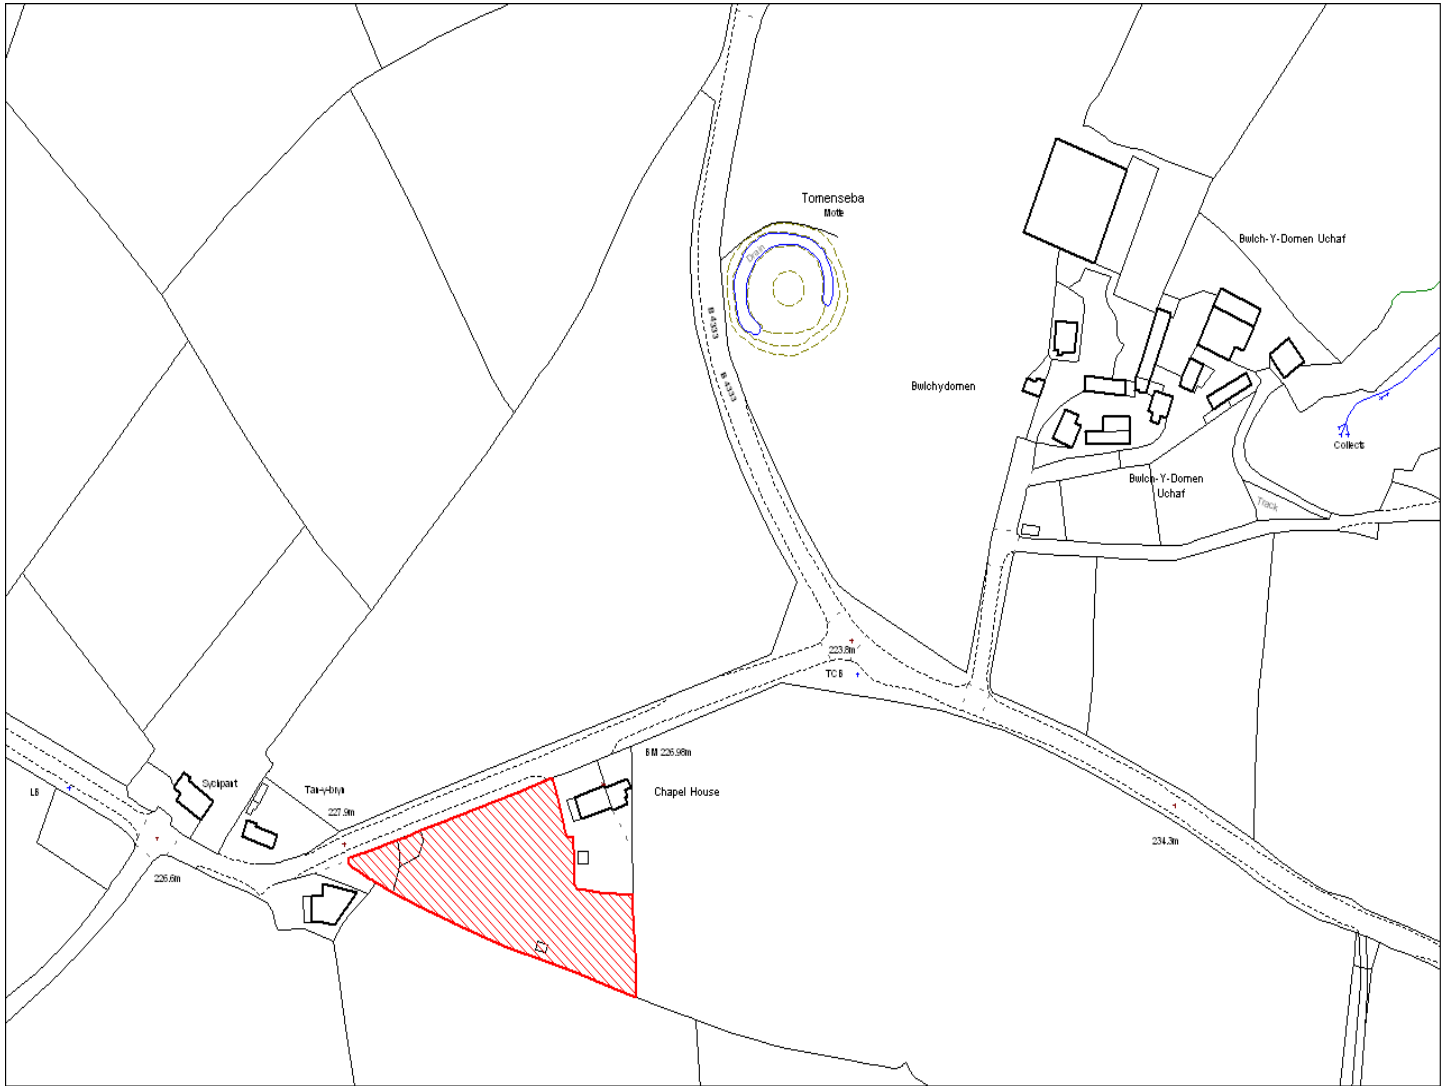 Tomenseba
Motte
Drain
Bwlch-Y-Domen Uchaf
B 4333
B 4333
Bwlchydomen
Collects
Bwlch-Y-Domen
Uchaf
Track
223.8m
TCB
BM 226.98m
Sychpant
Tan-y-bryn
LB
Chapel House
227.9m
234.3m
226.6m